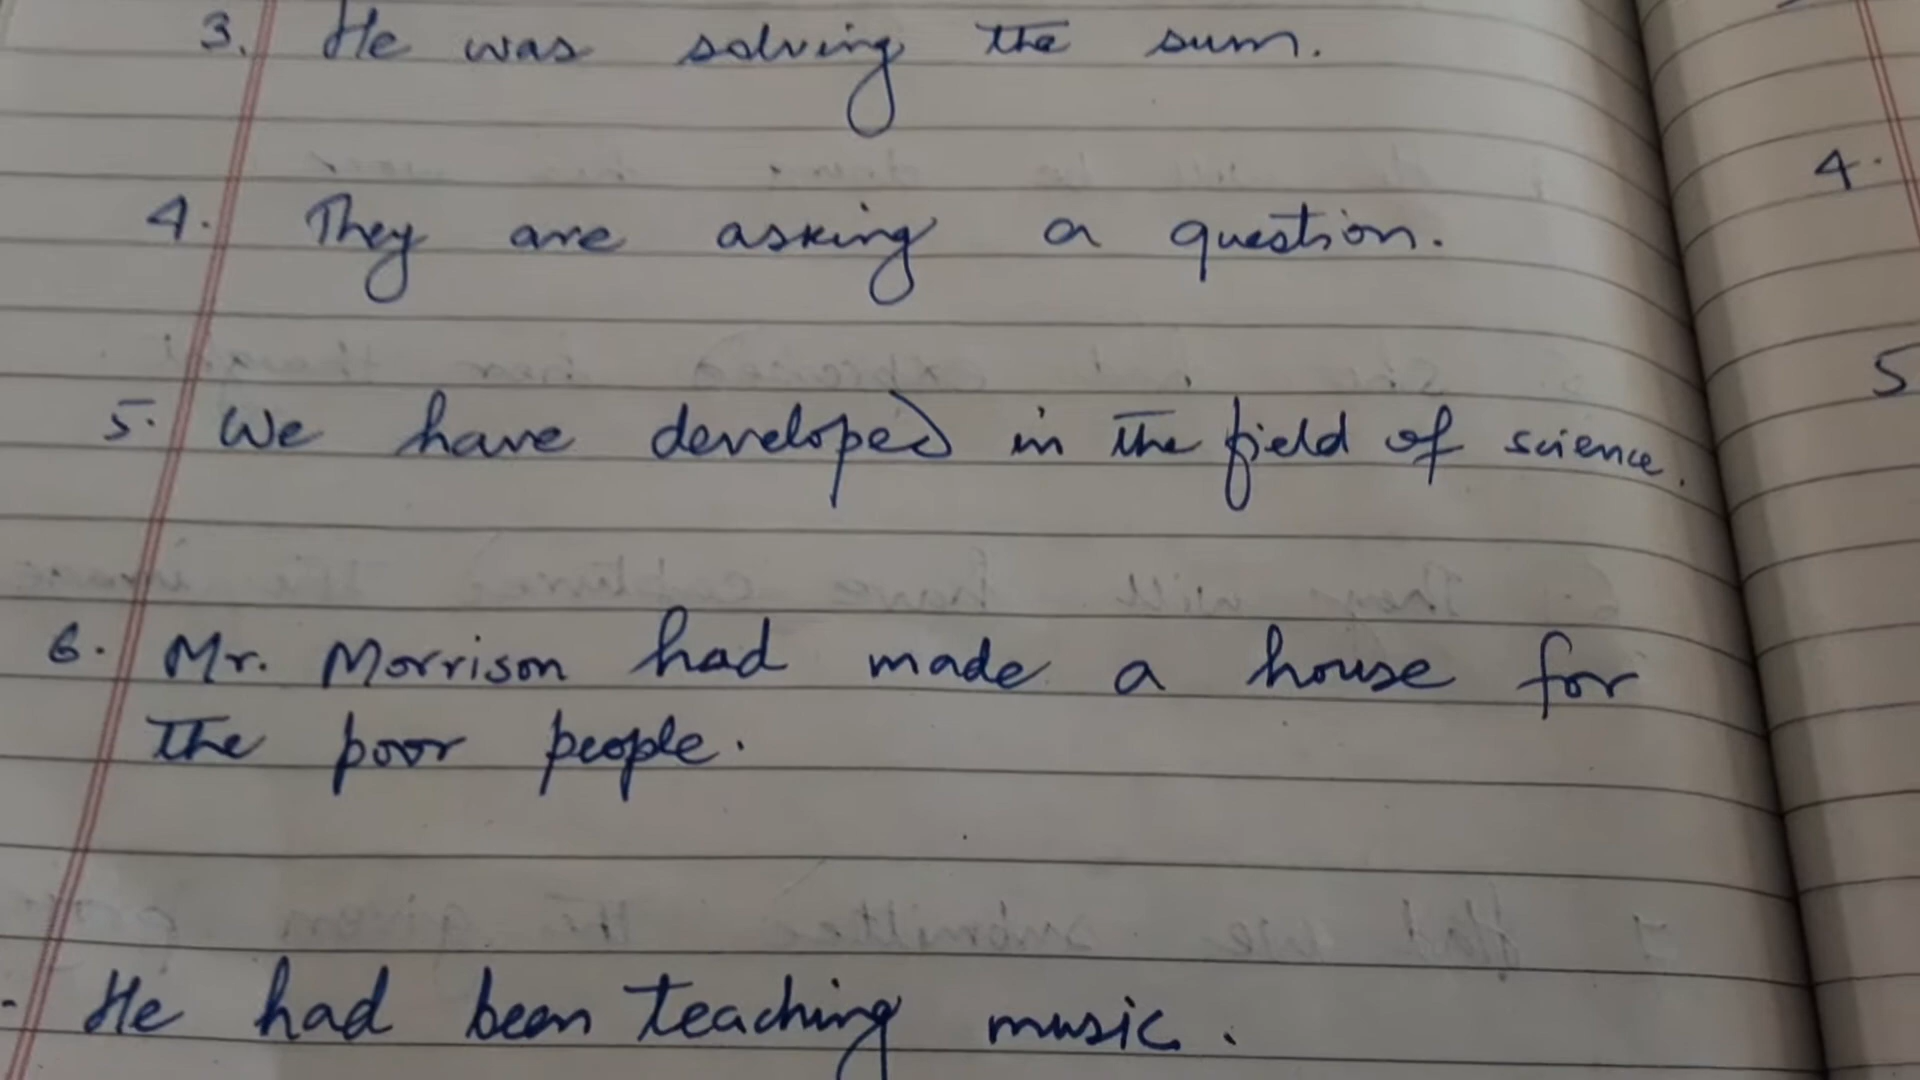 3. He was solving the sum.
4. They are asking a question.
5. We have developed in the field of science.
6. Mr. Morrison had made a house for
the poor people.
He had been teaching music.
4.
5